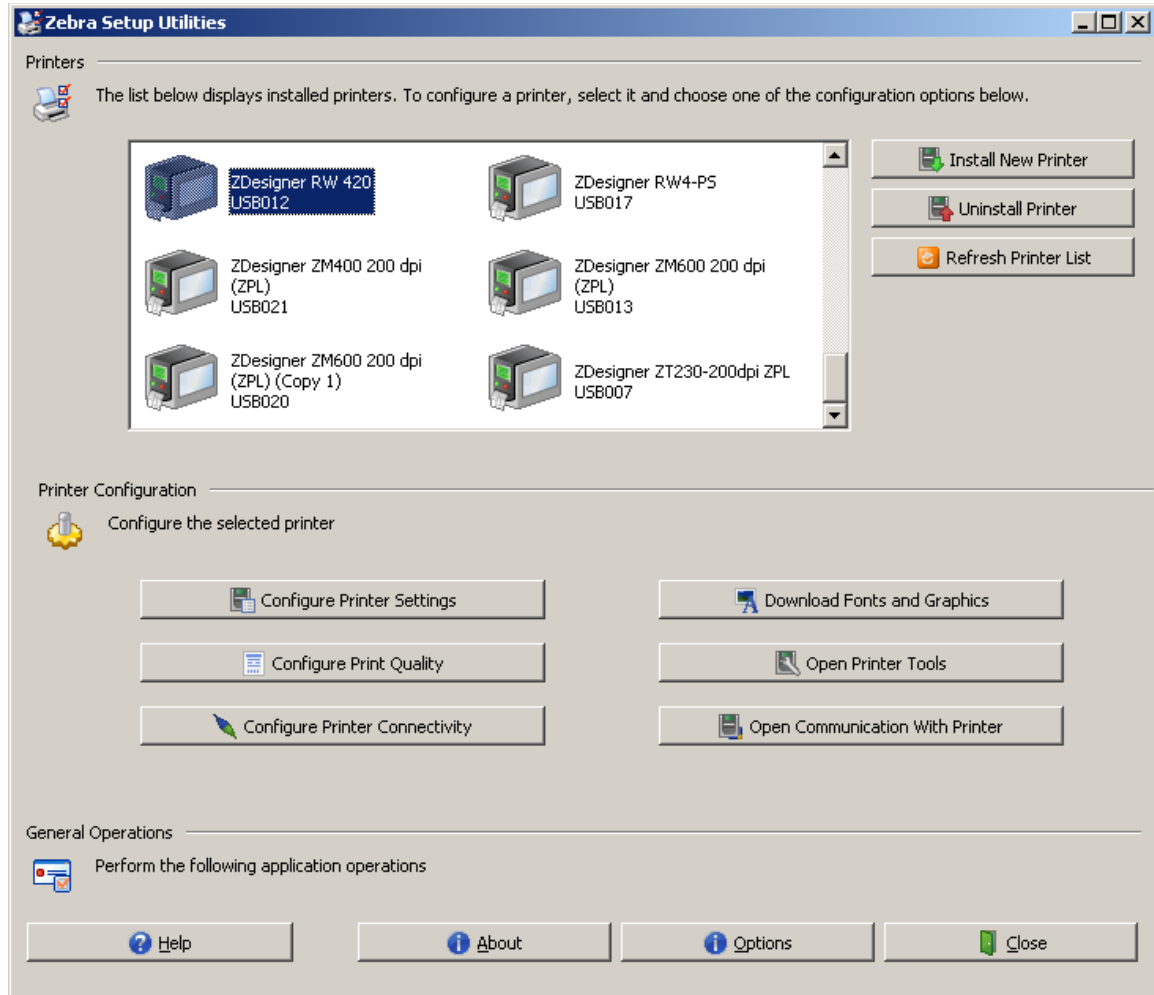 Zebra Setup Utilities
Printers
The list below displays installed printers. To configure a printer, select it and choose one of the configuration options below.
ZDesigner RW 420
USB012
ZDesigner RW4-PS
USB017
ZDesigner ZM400 200 dpi
(ZPL)
USB021
ZDesigner ZM600 200 dpi
(ZPL)
USB013
ZDesigner ZM600 200 dpi
(ZPL) (Copy 1)
USB020
ZDesigner ZT230-200dpi ZPL
USB007
Install New Printer
Uninstall Printer
Refresh Printer List
Printer Configuration
Configure the selected printer
Configure Printer Settings
Download Fonts and Graphics
Configure Print Quality
Open Printer Tools
Configure Printer Connectivity
Open Communication With Printer
General Operations
Perform the following application operations
Help
About
Options
Close